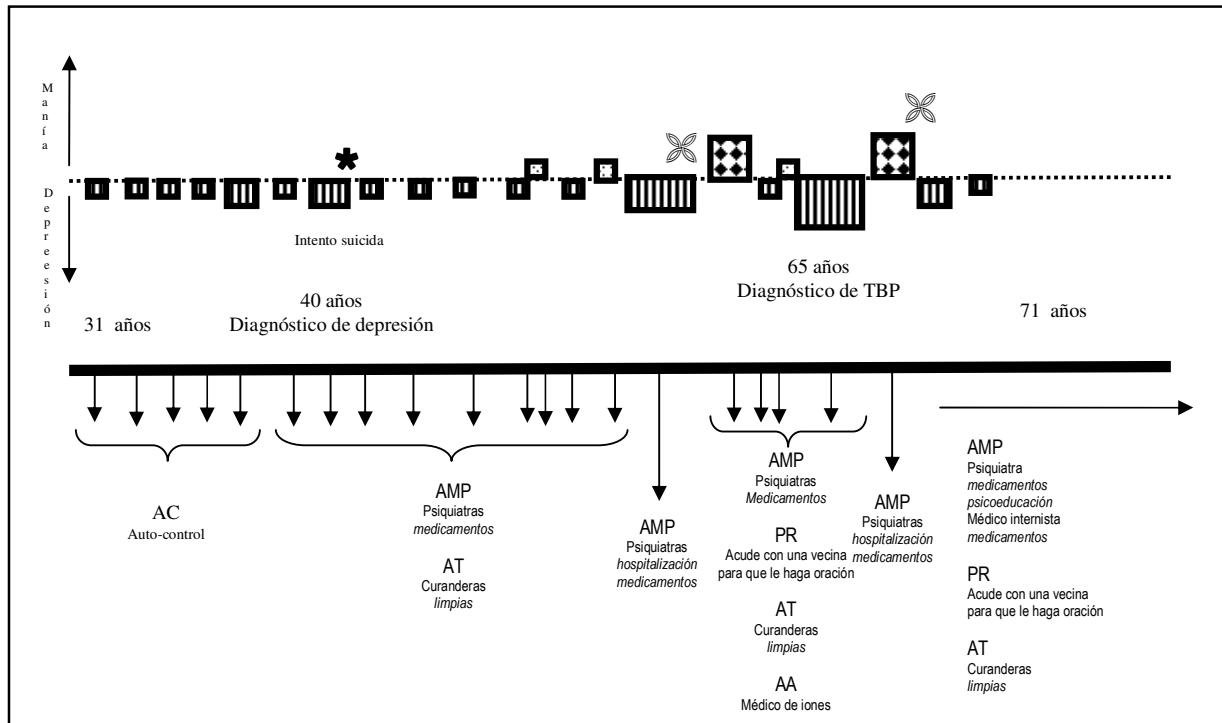 Manía
Depreesión
Intento suicida
65 años
Diagnóstico de TBP
40 años
Diagnóstico de depresión
31 años
71 años
AC
Auto-control
AMP
Psiquiatras
medicamentos
AT
Curanderas
limpias
AMP
Psiquiatras
hospitalización
medicamentos
AMP
Psiquiatras
Medicamentos
PR
Acude con una vecina
para que le haga oración
AT
Curanderas
limpias
AA
Médico de iones
AMP
Psiquiatras
hospitalización
medicamentos
AMP
Psiquiatra
medicamentos
psicoeducación
Médico internista
medicamentos
PR
Acude con una vecina
para que le haga oración
AT
Curanderas
limpias